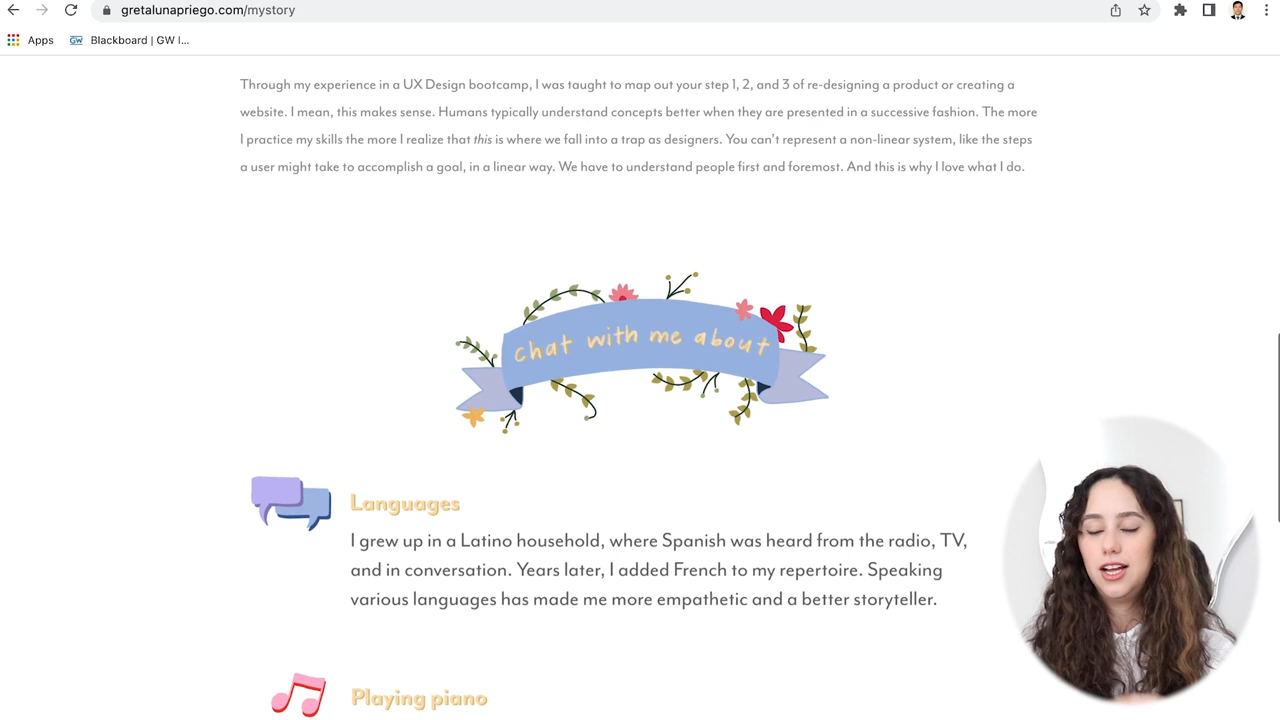 gretalunapriego.com/mystory
Apps
GW
Blackboard | GW I...
Through my experience in a UX Design bootcamp, I was taught to map out your step 1, 2, and 3 of re-designing a product or creating a
website. I mean, this makes sense. Humans typically understand concepts better when they are presented in a successive fashion. The more
I practice my skills the more I realize that this is where we fall into a trap as designers. You can't represent a non-linear system, like the steps
a user might take to accomplish a goal, in a linear way. We have to understand people first and foremost. And this is why I love what I do.
chat with me about
Languages
I grew up in a Latino household, where Spanish was heard from the radio, TV,
and in conversation. Years later, I added French to my repertoire. Speaking
various languages has made me more empathetic and a better storyteller.
Playing piano